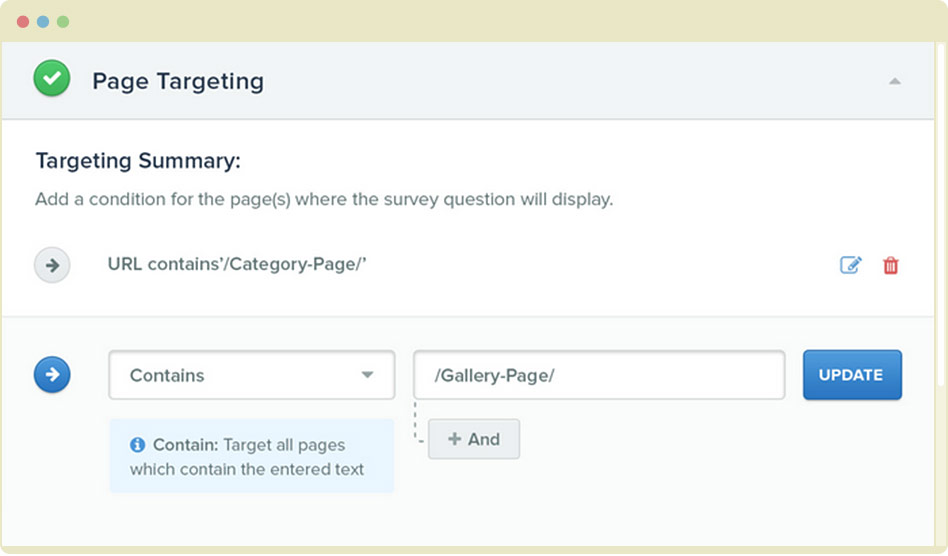 Page Targeting
Targeting Summary:
Add a condition for the page(s) where the survey question will display.
URL contains’/Category-Page/’
Contains
/Gallery-Page/
UPDATE
Contain: Target all pages
which contain the entered text
+ And